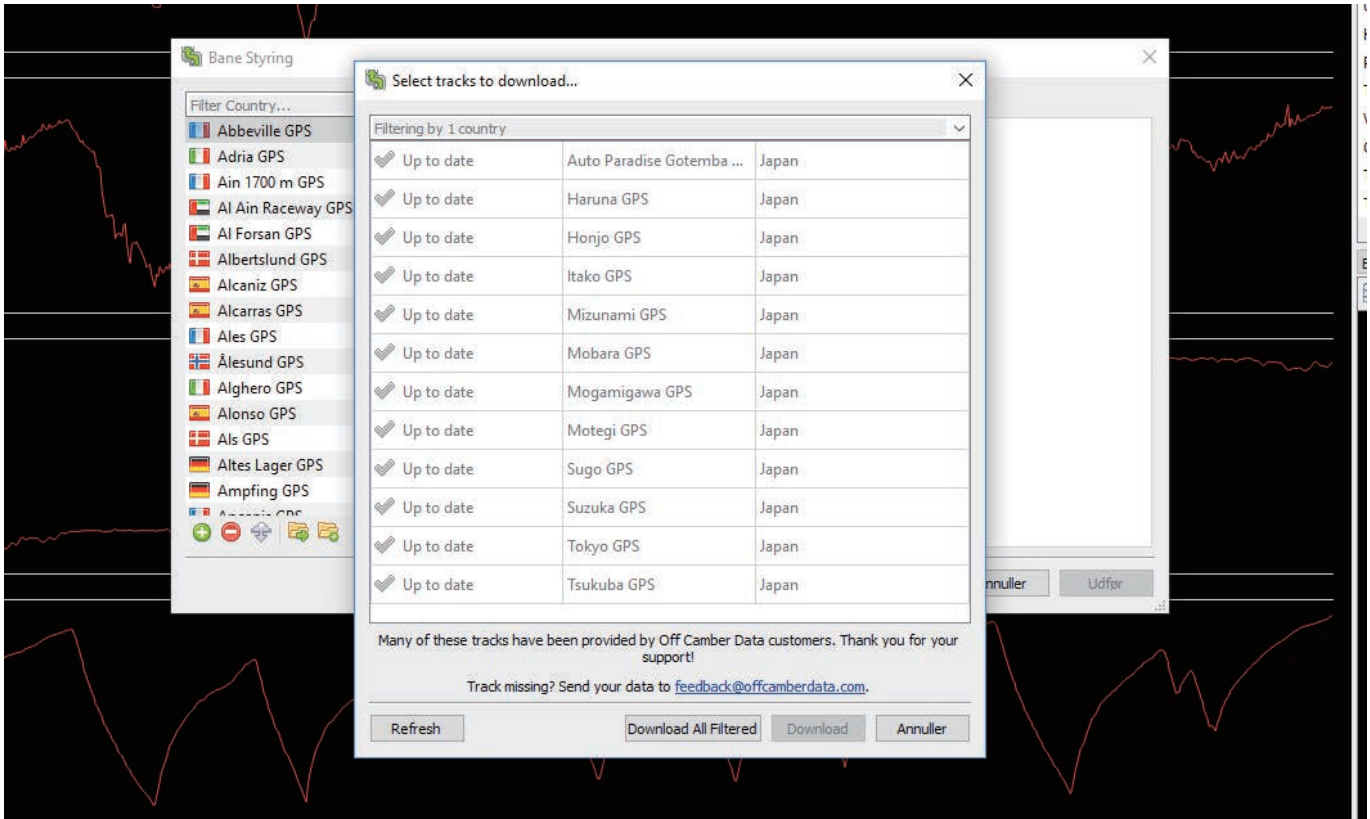 Bane Styring
Filter Country...
Abbeville GPS
Adria GPS
Ain 1700 m GPS
Al Ain Raceway GPS
Al Forsan GPS
Albertslund GPS
Alcaniz GPS
Alcarras GPS
Ales GPS
Ålesund GPS
Alghero GPS
Alonso GPS
Als GPS
Altes Lager GPS
Ampfing GPS
Select tracks to download...
Filtering by 1 country
Up to date Auto Paradise Gotemba ... Japan
Up to date Haruna GPS Japan
Up to date Honjo GPS Japan
Up to date Itako GPS Japan
Up to date Mizunami GPS Japan
Up to date Mobara GPS Japan
Up to date Mogamigawa GPS Japan
Up to date Motegi GPS Japan
Up to date Sugo GPS Japan
Up to date Suzuka GPS Japan
Up to date Tokyo GPS Japan
Up to date Tsukuba GPS Japan
Many of these tracks have been provided by Off Camber Data customers. Thank you for your
support!
Track missing? Send your data to feedback@offcamberdata.com.
Refresh Download All Filtered Download Annuller
nnuller Udfør